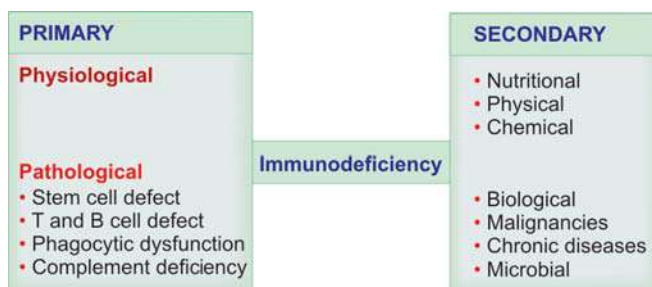 PRIMARY
Physiological
Pathological
• Stem cell defect
• T and B cell defect
• Phagocytic dysfunction
• Complement deficiency
Immunodeficiency
SECONDARY
• Nutritional
• Physical
• Chemical
• Biological
• Malignancies
• Chronic diseases
• Microbial